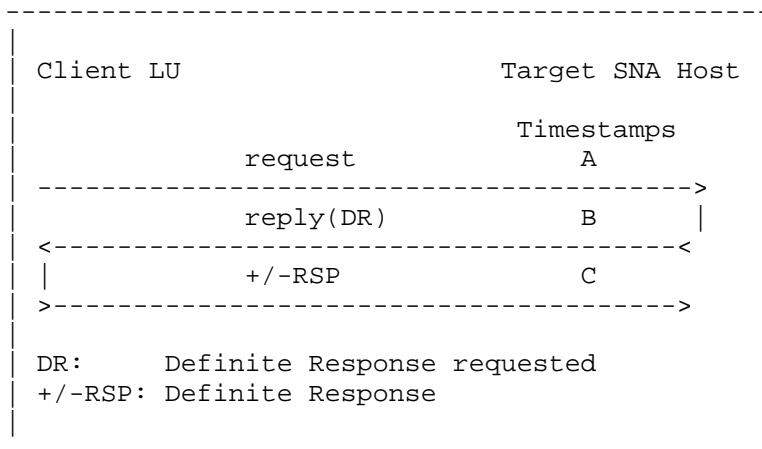 ------------------------------------------------
|
| Client LU                    Target SNA Host
|
|                               Timestamps
|              request              A
| ----------------------------------------->
|              reply(DR)            B      |
| <---------------------------------------<
| |            +/-RSP               C
| >--------------------------------------->
|
| DR:     Definite Response requested
| +/-RSP: Definite Response
|